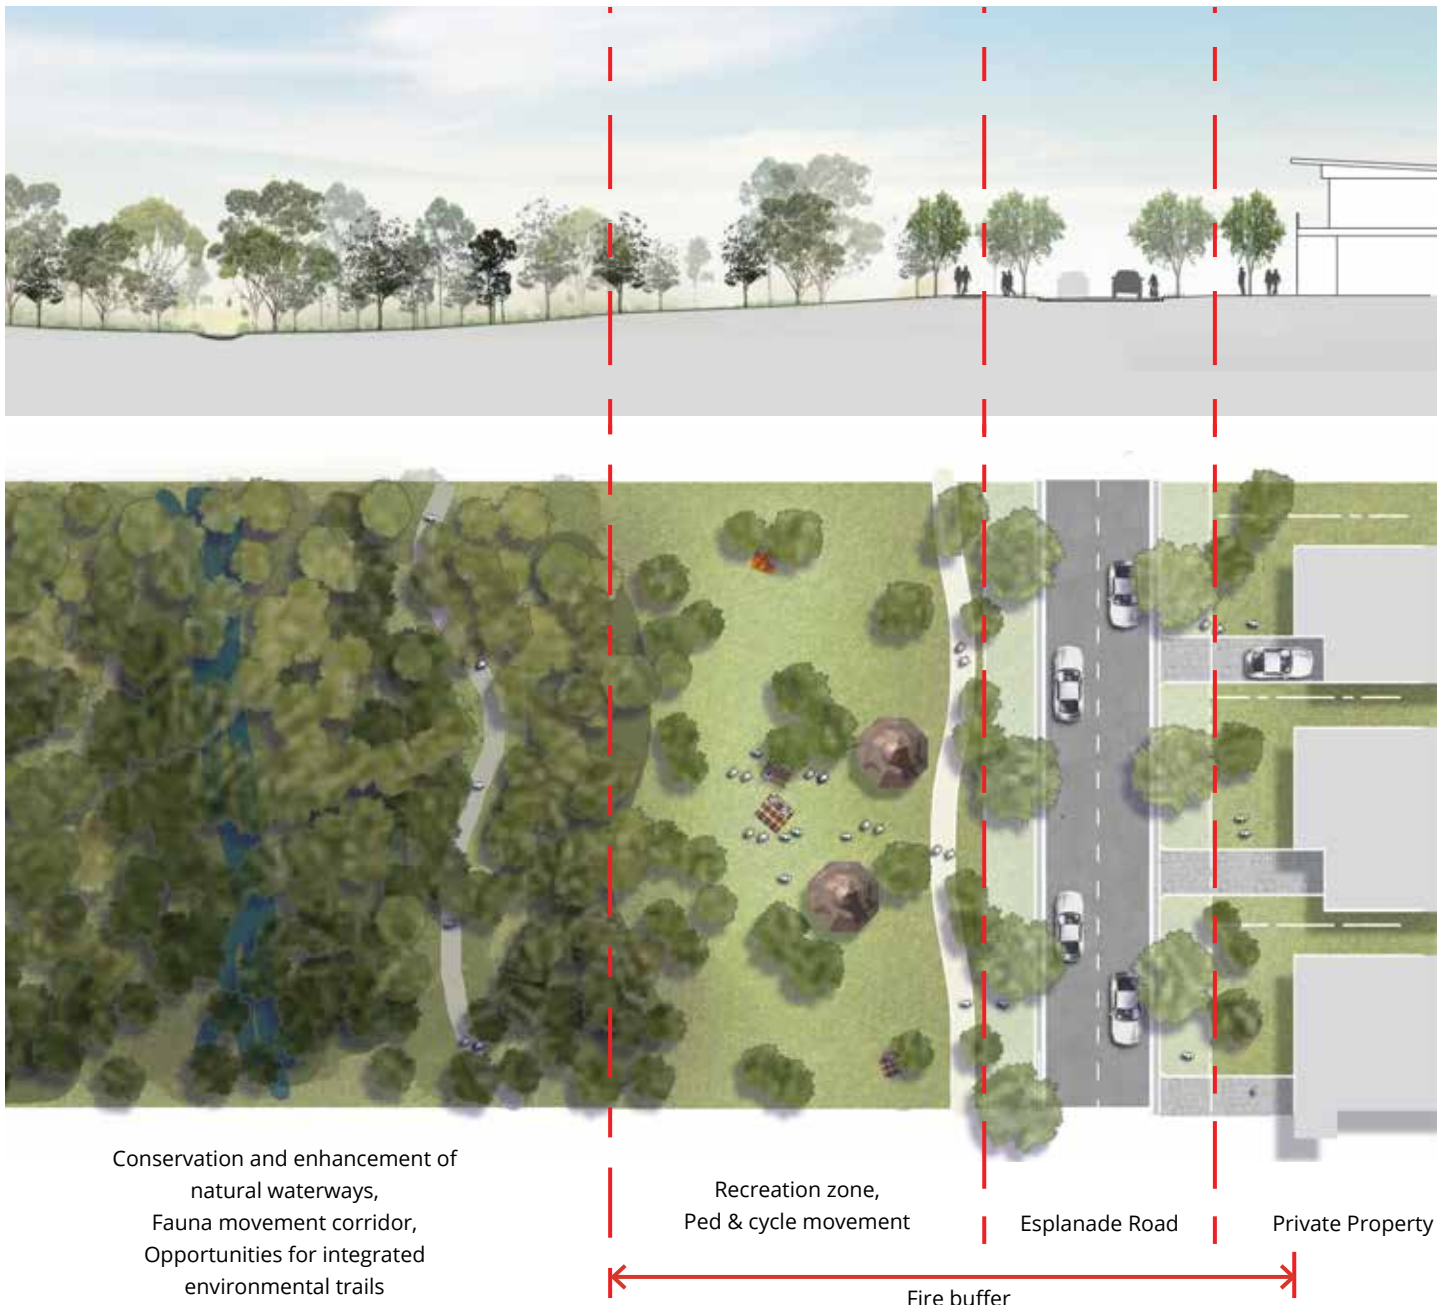 Conservation and enhancement of
natural waterways,
Fauna movement corridor,
Opportunities for integrated
environmental trails
Recreation zone,
Ped & cycle movement
Esplanade Road
Private Property
Fire buffer